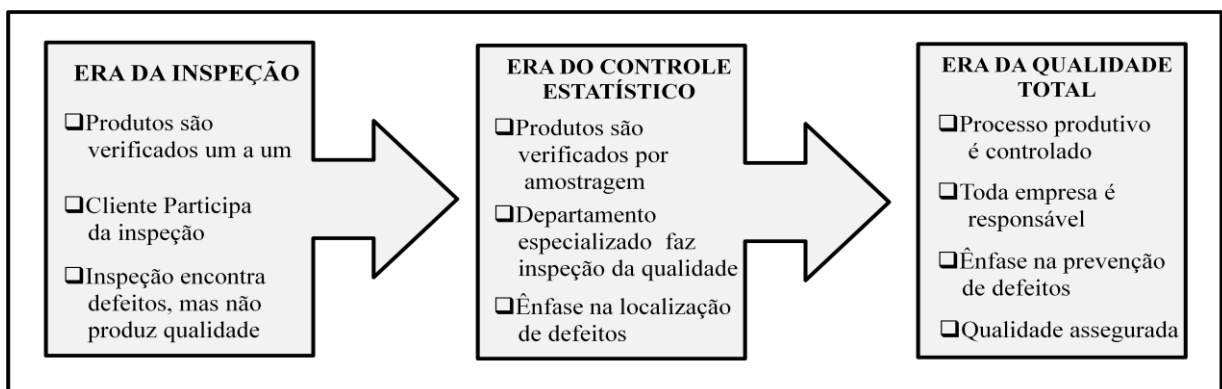 ERA DA INSPEÇÃO
❑Produtos são
verificados um a um
❑Cliente Participa
da inspeção
❑Inspeção encontra
defeitos, mas não
produz qualidade
ERA DO CONTROLE
ESTATÍSTICO
❑Produtos são
verificados por
amostragem
❑Departamento
especializado faz
inspeção da qualidade
❑Ênfase na localização
de defeitos
ERA DA QUALIDADE
TOTAL
❑Processo produtivo
é controlado
❑Toda empresa é
responsável
❑Ênfase na prevenção
de defeitos
❑Qualidade assegurada